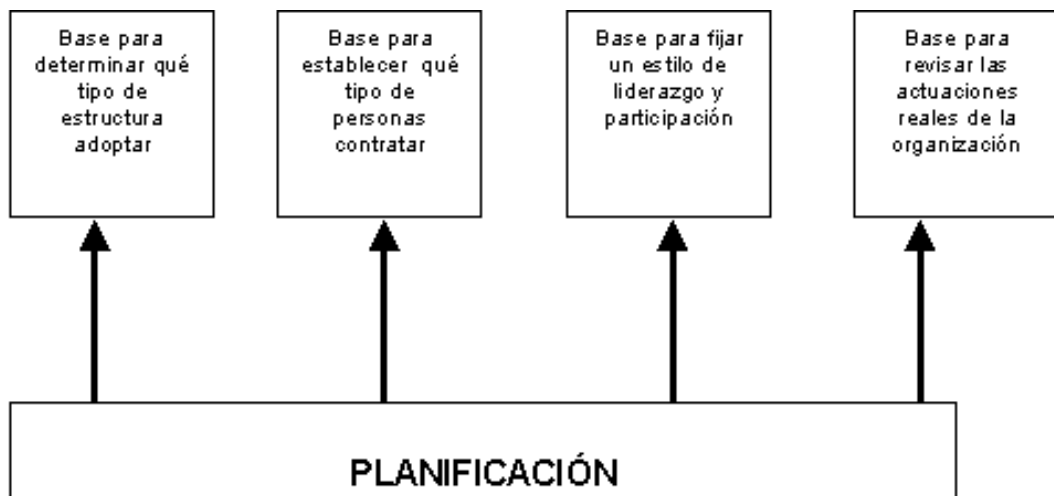 Base para
determinar qué
tipo de
estructura
adoptar
Base para
establecer qué
tipo de
personas
contratar
Base para fijar
un estilo de
liderazgo y
participación
Base para
revisar las
actuaciones
reales de la
organización
PLANIFICACIÓN